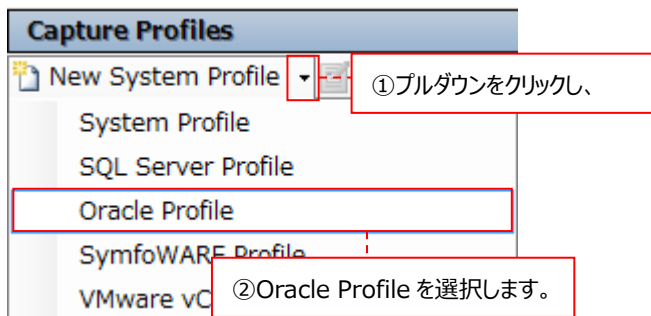 Capture Profiles
New System Profile
①プルダウンをクリックし、
System Profile
SQL Server Profile
Oracle Profile
SymfoWARE Profile
VMware vC
②Oracle Profile を選択します。